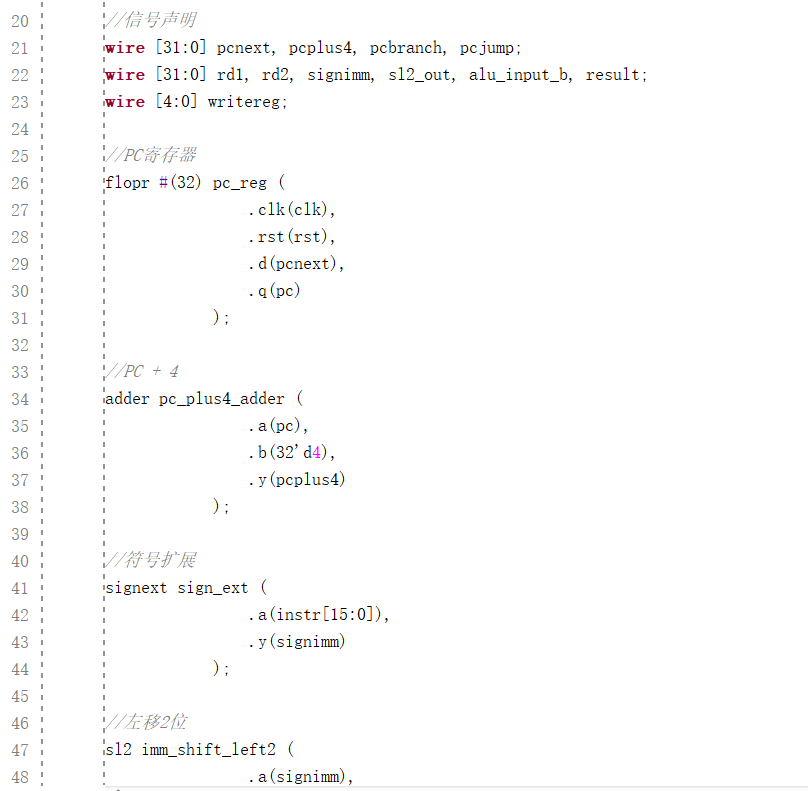 20 //信号声明
21 wire [31:0] pcnext, pcplus4, pcbranch, pcjump;
22 wire [31:0] rd1, rd2, signimm, sl2_out, alu_input_b, result;
23 wire [4:0] writereg;
24
25 //PC寄存器
26 flopr #(32) pc_reg (
27 .clk(clk),
28 .rst(rst),
29 .d(pcnext),
30 .q(pc)
31 );
32
33 //PC + 4
34 adder pc_plus4_adder (
35 .a(pc),
36 .b(32'd4),
37 .y(pcplus4)
38 );
39
40 //符号扩展
41 signext sign_ext (
42 .a(instr[15:0]),
43 .y(signimm)
44 );
45
46 //左移2位
47 sl2 imm_shift_left2 (
48 .a(signimm),